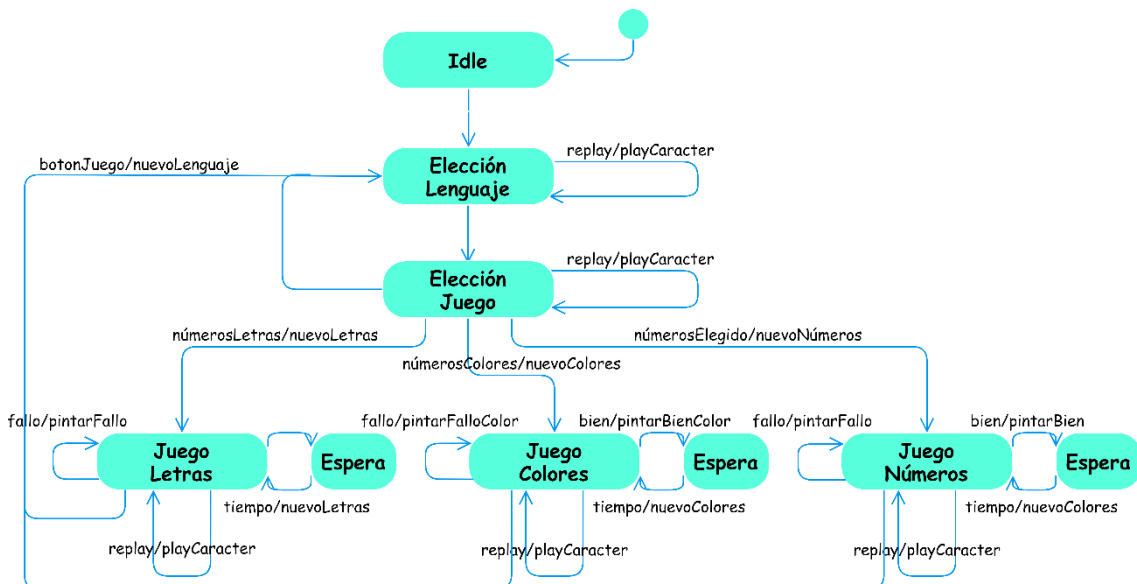 Idle
replay/playCaracter
botonJuego/nuevoLenguaje
Elección
Lenguaje
replay/playCaracter
Elección
Juego
númerosLetras/nuevoLetras
númerosElegido/nuevoNúmeros
númerosColores/nuevoColores
fallo/pintarFallo
fallo/pintarFalloColor
bien/pintarBienColor
fallo/pintarFallo
bien/pintarBien
Juego
Letras
Espera
Juego
Colores
Espera
Juego
Números
Espera
tiempo/nuevoLetras
tiempo/nuevoColores
tiempo/nuevoColores
replay/playCaracter
replay/playCaracter
replay/playCaracter